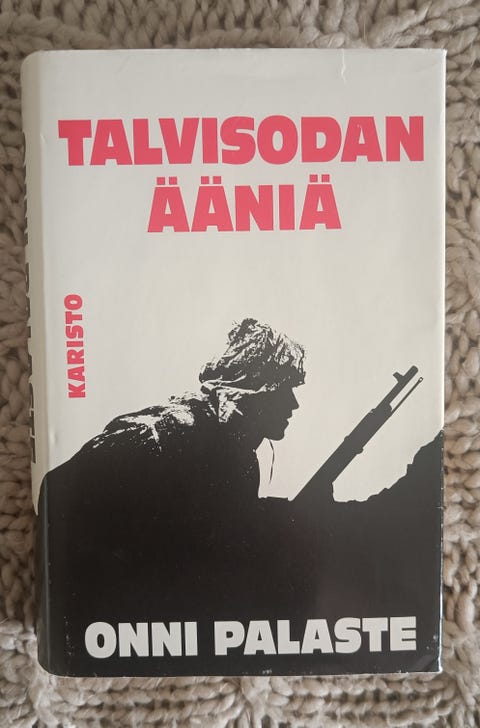 TALVISODAN
ÄÄNIÄ
KARISTO
ONNI PALASTE